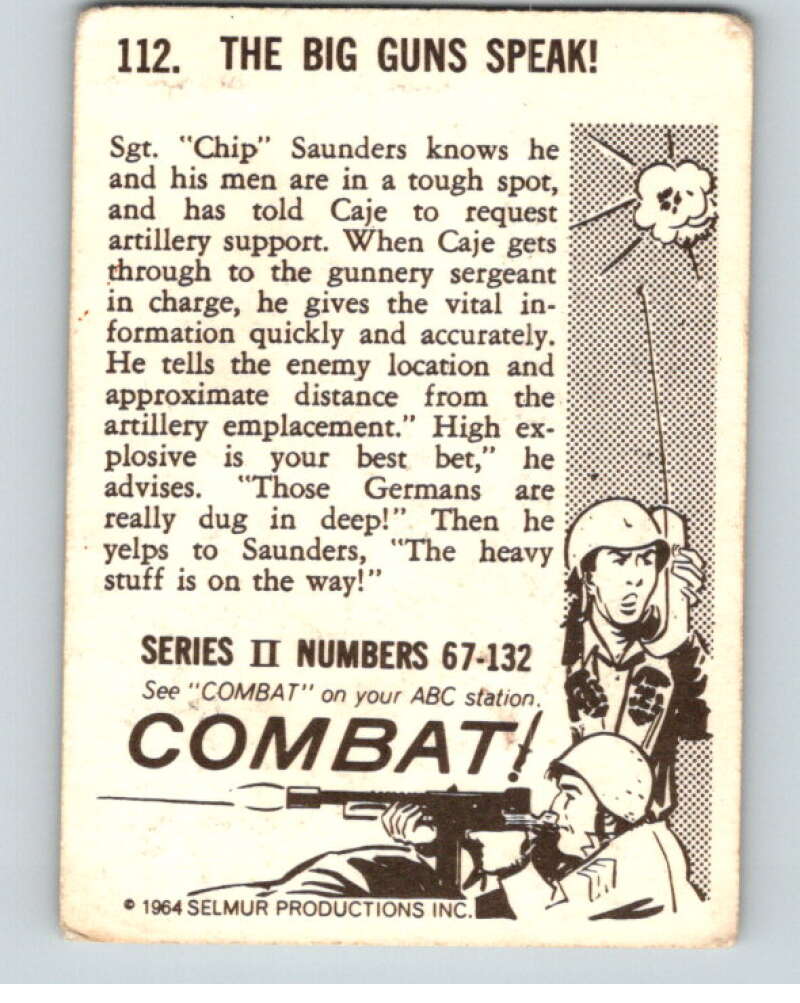 112. THE BIG GUNS SPEAK!
Sgt. "Chip" Saunders knows he
and his men are in a tough spot,
and has told Caje to request
artillery support. When Caje gets
through to the gunnery sergeant
in charge, he gives the vital in-
formation quickly and accurately.
He tells the enemy location and
approximate distance from the
artillery emplacement." High ex-
plosive is your best bet," he
advises. "Those Germans are
really dug in deep!" Then he
yelps to Saunders, "The heavy
stuff is on the way!"
SERIES II NUMBERS 67-132
See "COMBAT" on your ABC station.
COMBAT!
© 1964 SELMUR PRODUCTIONS INC.